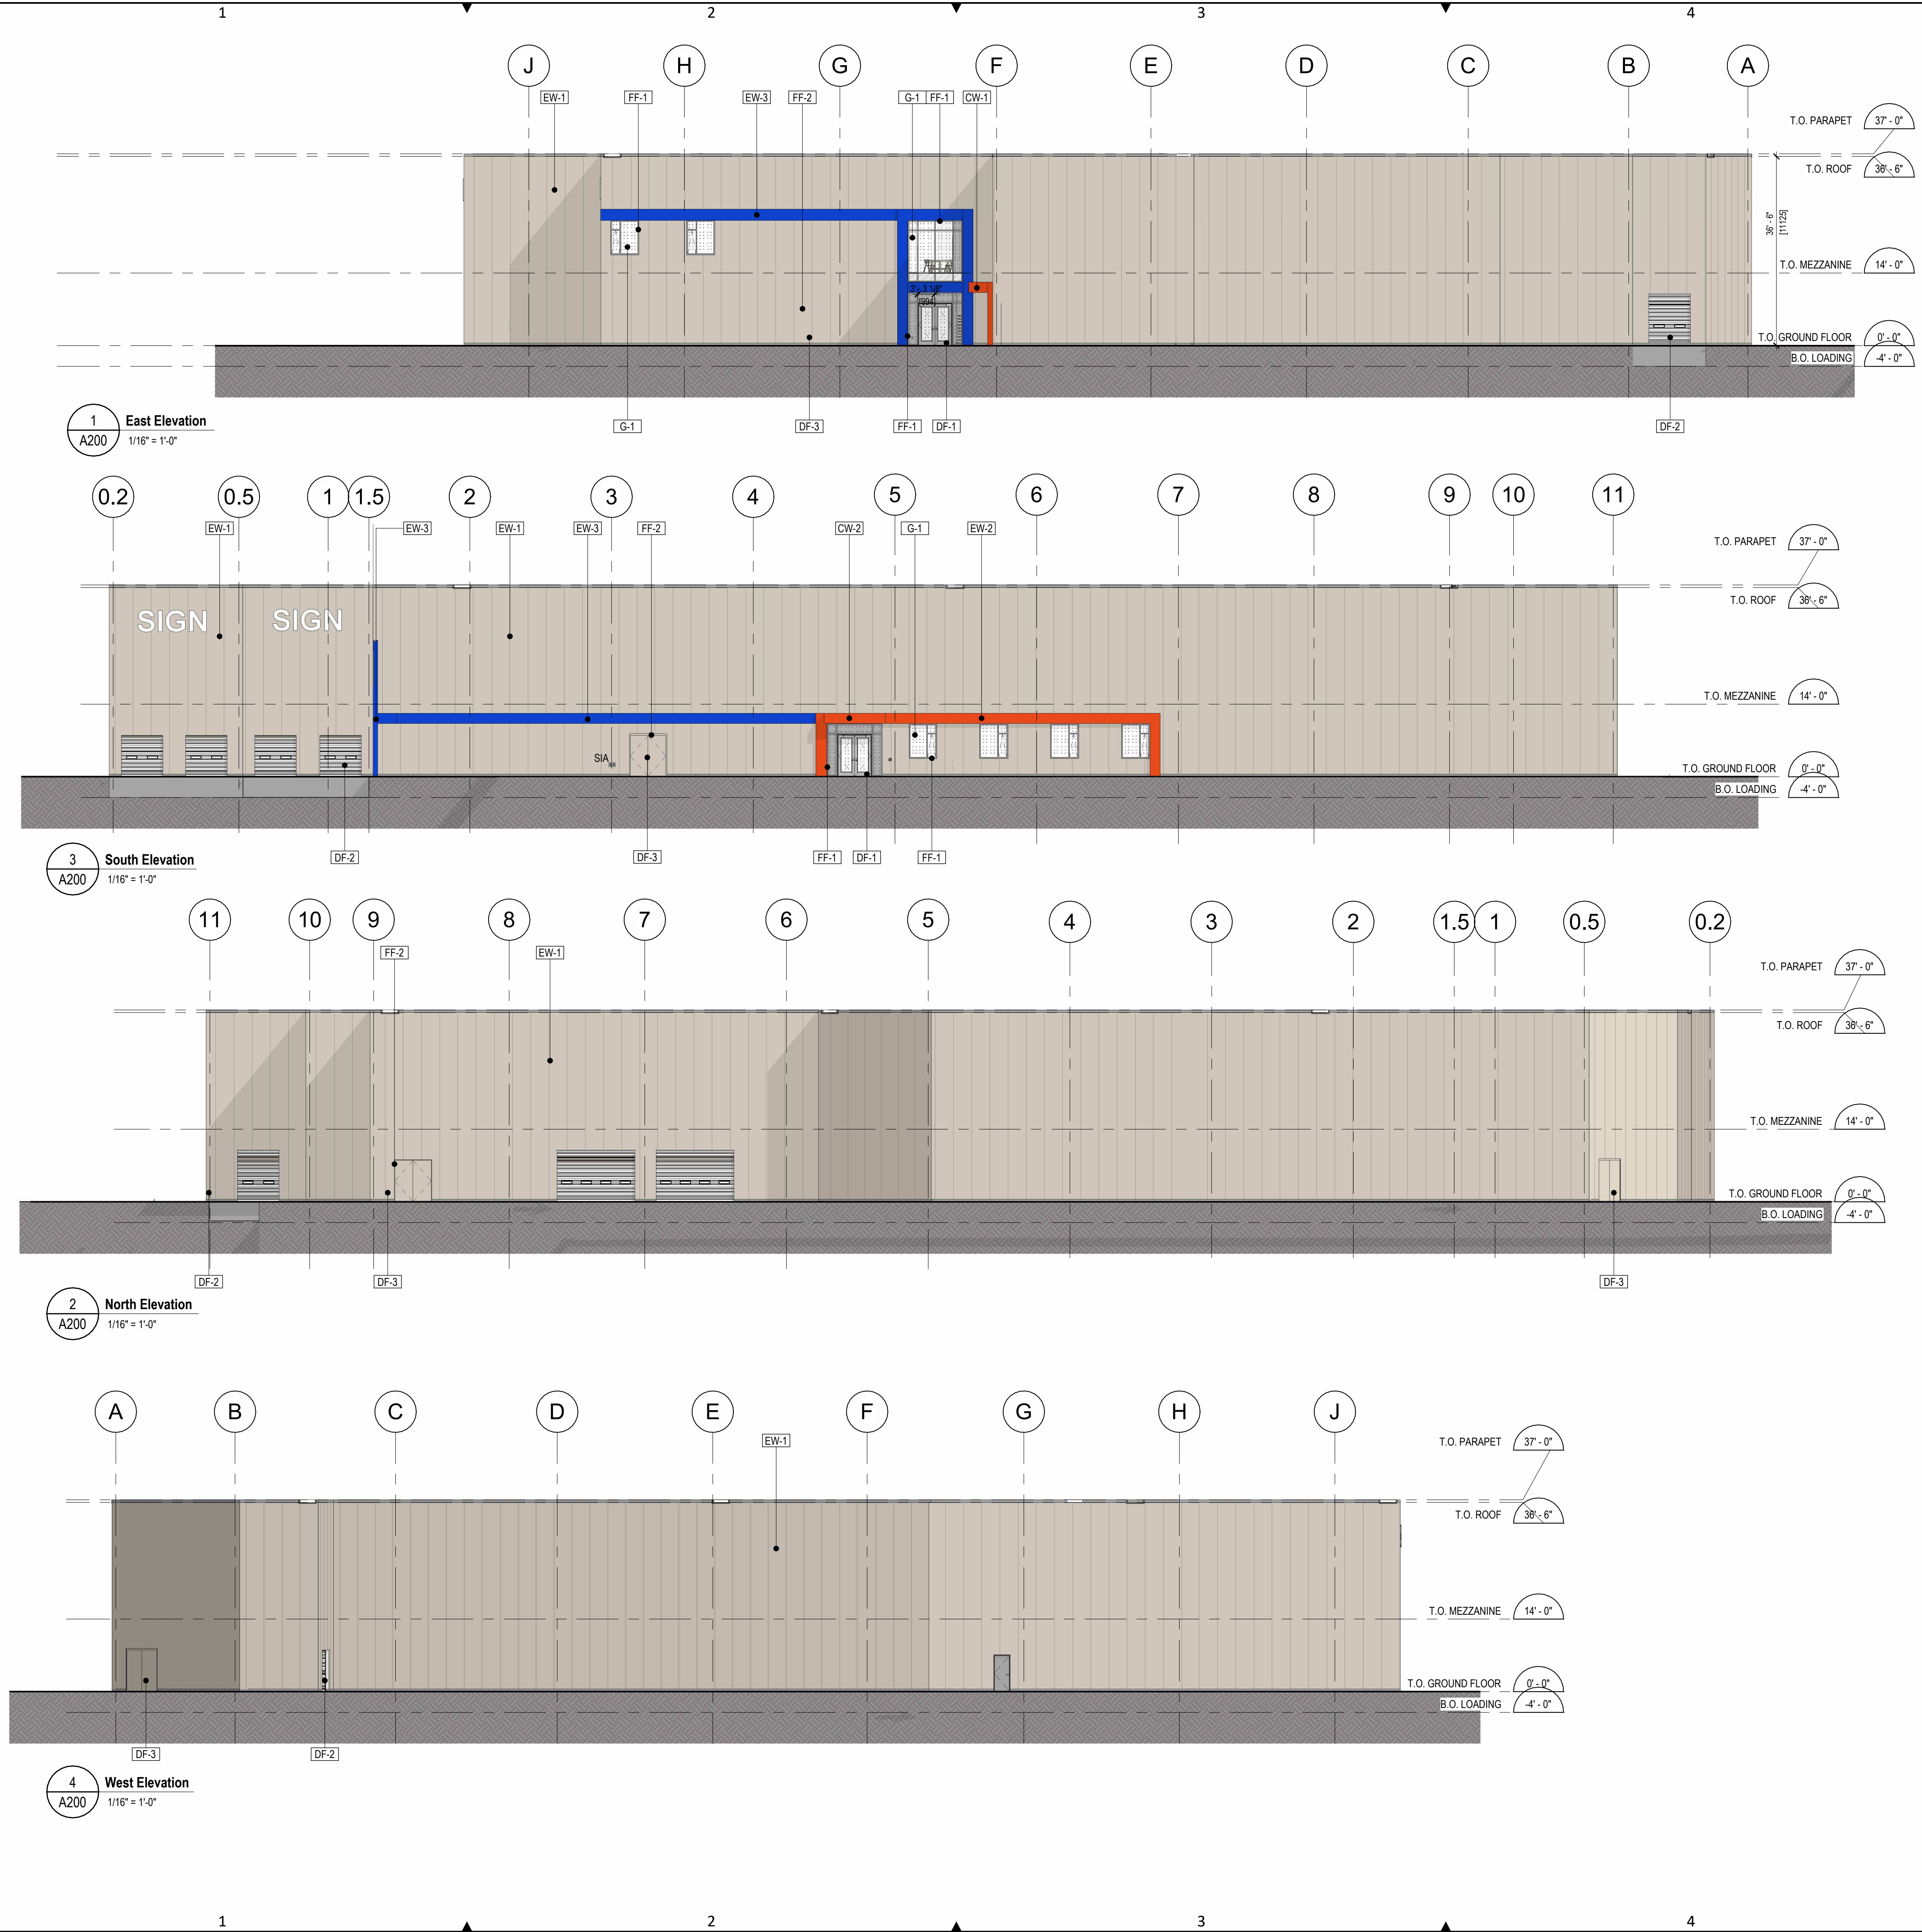 1 2 3 4
J H G F E D C B A
EW-1 FF-1 EW-3 FF-2 G-1 FF-1 CW-1
T.O. PARAPET 37' - 0"
T.O. ROOF 36' - 6"
36' - 6"
[11125]
T.O. MEZZANINE 14' - 0"
3' - 3 1/8"
[994]
T.O. GROUND FLOOR 0' - 0"
B.O. LOADING -4' - 0"
G-1 DF-3 FF-1 DF-1 DF-2
1
A200
East Elevation
1/16" = 1'-0"
0.2 0.5 1 1.5 2 3 4 5 6 7 8 9 10 11
EW-1 EW-3 EW-1 EW-3 FF-2 CW-2 G-1 EW-2
T.O. PARAPET 37' - 0"
T.O. ROOF 36' - 6"
SIGN SIGN
T.O. MEZZANINE 14' - 0"
SIA
T.O. GROUND FLOOR 0' - 0"
B.O. LOADING -4' - 0"
DF-2 DF-3 FF-1 DF-1 FF-1
3
A200
South Elevation
1/16" = 1'-0"
11 10 9 8 7 6 5 4 3 2 1.5 1 0.5 0.2
FF-2 EW-1
T.O. PARAPET 37' - 0"
T.O. ROOF 36' - 6"
T.O. MEZZANINE 14' - 0"
T.O. GROUND FLOOR 0' - 0"
B.O. LOADING -4' - 0"
DF-2 DF-3 DF-3
2
A200
North Elevation
1/16" = 1'-0"
A B C D E F G H J
EW-1
T.O. PARAPET 37' - 0"
T.O. ROOF 36' - 6"
T.O. MEZZANINE 14' - 0"
T.O. GROUND FLOOR 0' - 0"
B.O. LOADING -4' - 0"
DF-3 DF-2
4
A200
West Elevation
1/16" = 1'-0"
1 2 3 4